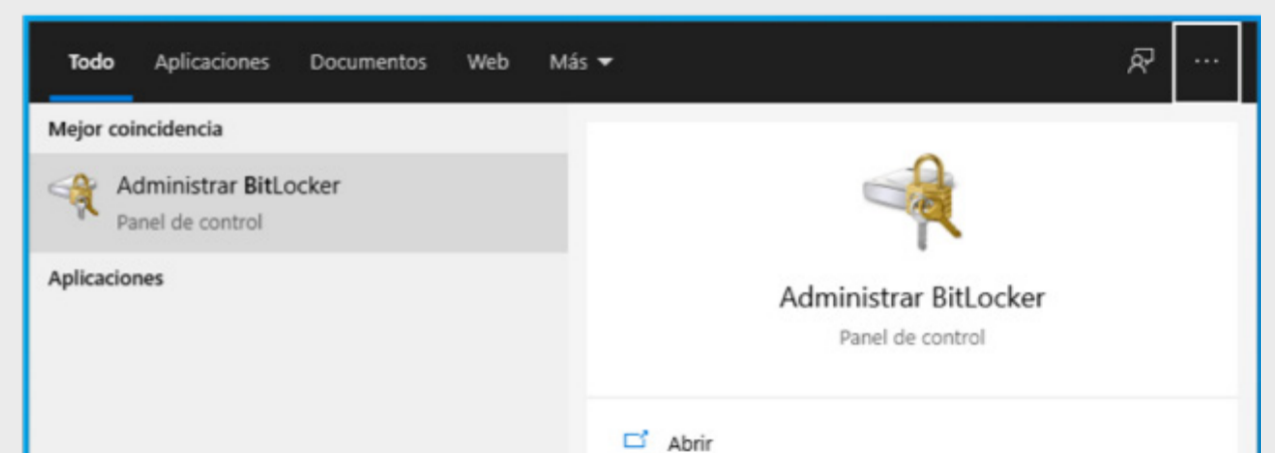 Todo Aplicaciones Documentos Web Más
Mejor coincidencia
Administrar BitLocker
Panel de control
Aplicaciones
Administrar BitLocker
Panel de control
Abrir